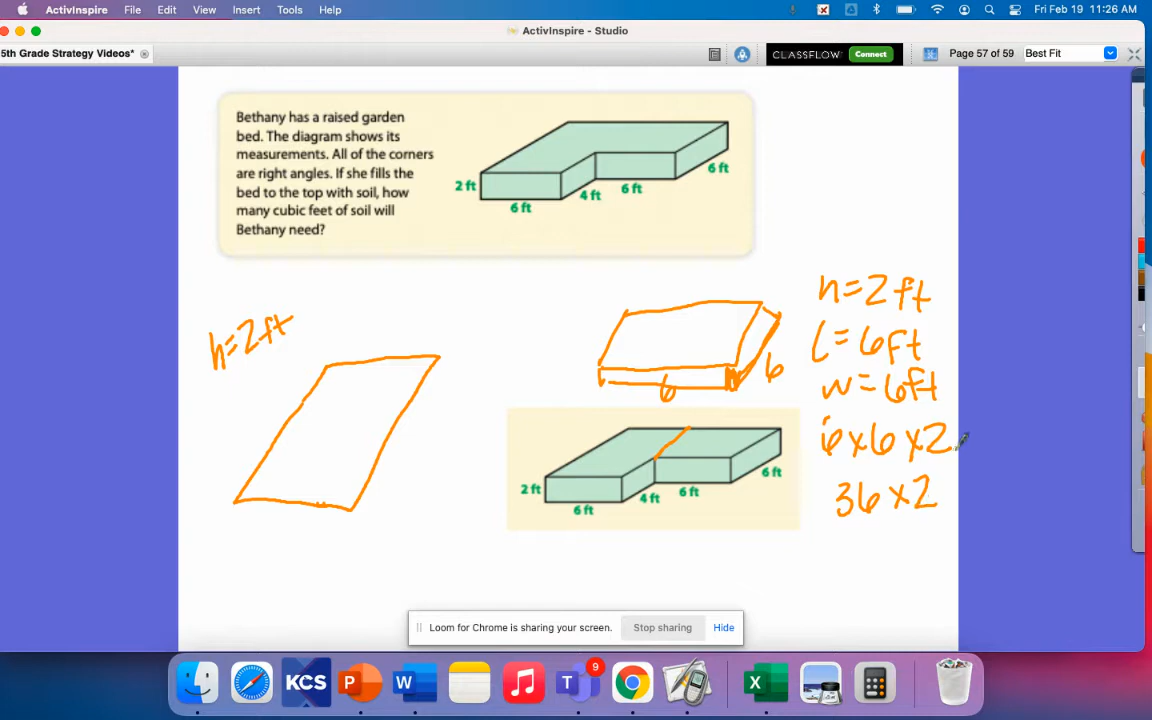 ActivInspire File Edit View Insert Tools Help Fri Feb 19 11:26 AM
ActivInspire - Studio
5th Grade Strategy Videos* CLASSFLOW Connect Page 57 of 59 Best Fit
Bethany has a raised garden
bed. The diagram shows its
measurements. All of the corners
are right angles. If she fills the
bed to the top with soil, how
many cubic feet of soil will
Bethany need?
2 ft
6 ft
4 ft
6 ft
6 ft
h=2ft
6
6
h=2ft
l=6ft
w=6ft
6x6x2
36x2
2 ft
6 ft
4 ft
6 ft
6 ft
Loom for Chrome is sharing your screen. Stop sharing Hide
KCS P W T 9 X